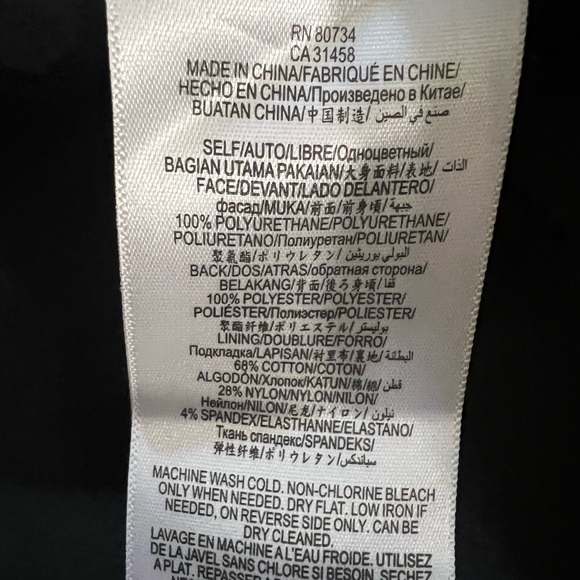 RN 80734
CA 31458
MADE IN CHINA/FABRIQUÉ EN CHINE/
HECHO EN CHINA/Произведено в Китае/
BUATAN CHINA/中国制造/ صنع في الصين
SELF/AUTO/LIBRE/Одноцветный/
BAGIAN UTAMA PAKAIAN/大身面料/表地/ الذات
FACE/DEVANT/LADO DELANTERO/
фасад/MUKA/前面/前身頃/ جبهة
100% POLYURETHANE/POLYURETHANE/
POLIURETANO/Полиуретан/POLIURETAN/
聚氨酯/ポリウレタン/ البولي يوريثين
BACK/DOS/ATRAS/обратная сторона/
BELAKANG/背面/後ろ身頃/ قفا
100% POLYESTER/POLYESTER/
POLIÉSTER/Полиэстер/POLIESTER/
聚酯纤维/ポリエステル/ بوليستر
LINING/DOUBLURE/FORRO/
Подкладка/LAPISAN/衬里布/裏地/ البطانة
68% COTTON/COTON/
ALGODÓN/Хлопок/KATUN/棉/綿/ قطن
28% NYLON/NYLON/NILON/
Нейлон/NILON/尼龙/ナイロン/ نيلون
4% SPANDEX/ELASTHANNE/ELASTANO/
Ткань спандекс/SPANDEKS/
弹性纤维/ポリウレタン/ سباندكس
MACHINE WASH COLD. NON-CHLORINE BLEACH
ONLY WHEN NEEDED. DRY FLAT. LOW IRON IF
NEEDED, ON REVERSE SIDE ONLY. CAN BE
DRY CLEANED.
LAVAGE EN MACHINE A L'EAU FROIDE. UTILISEZ
DE LA JAVEL SANS CHLORE SI BESOIN. SECHEZ
A PLAT. REPASSER A